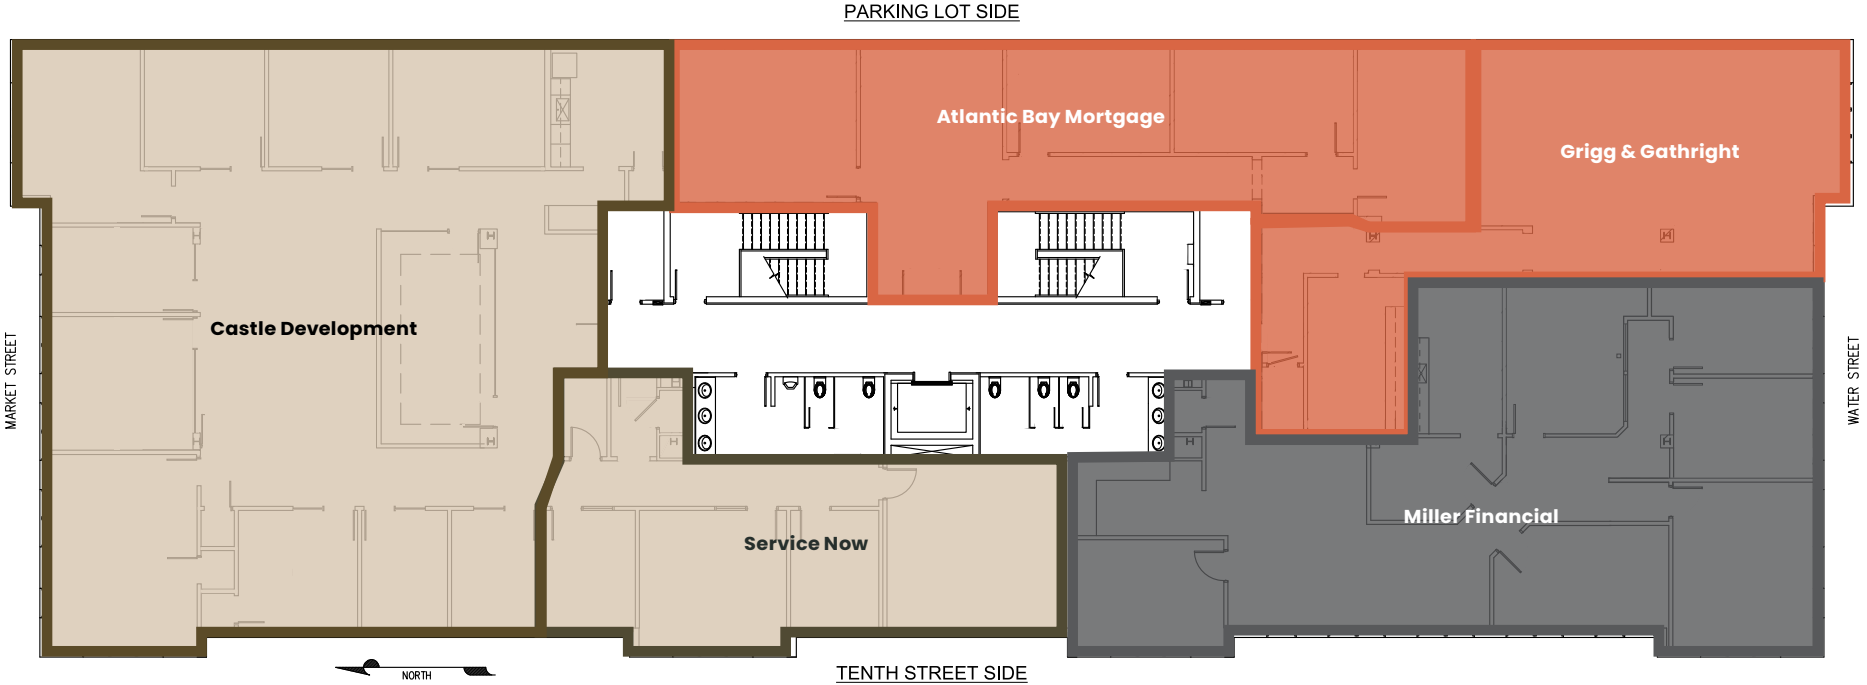 PARKING LOT SIDE
Atlantic Bay Mortgage
Grigg & Gathright
Castle Development
MARKET STREET
WATER STREET
Service Now
Miller Financial
NORTH
TENTH STREET SIDE